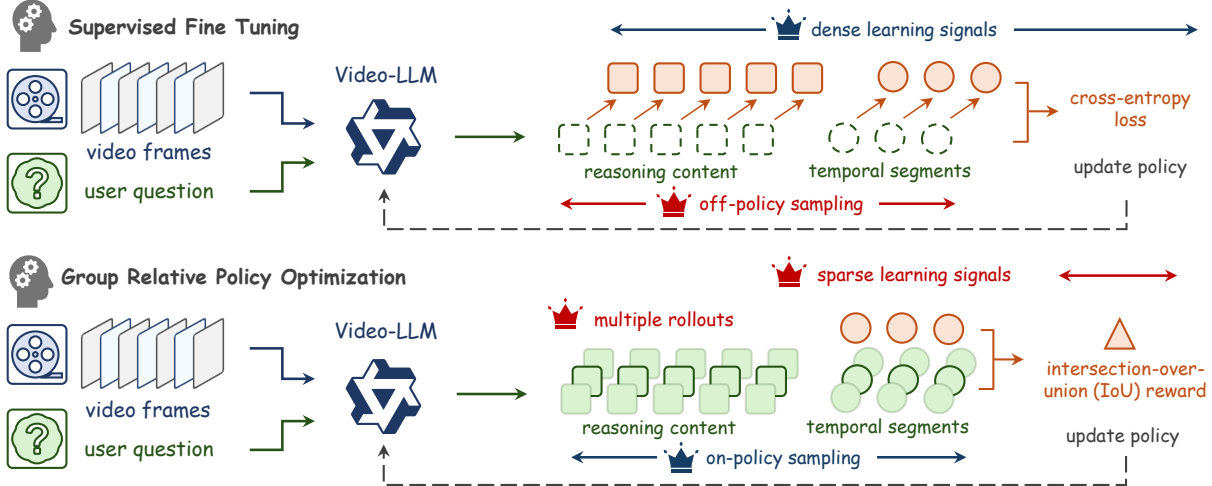 Supervised Fine Tuning
dense learning signals
Video-LLM
cross-entropy
loss
video frames
reasoning content
temporal segments
update policy
user question
off-policy sampling
Group Relative Policy Optimization
sparse learning signals
Video-LLM
multiple rollouts
intersection-over-
union (IoU) reward
video frames
reasoning content
temporal segments
update policy
user question
on-policy sampling